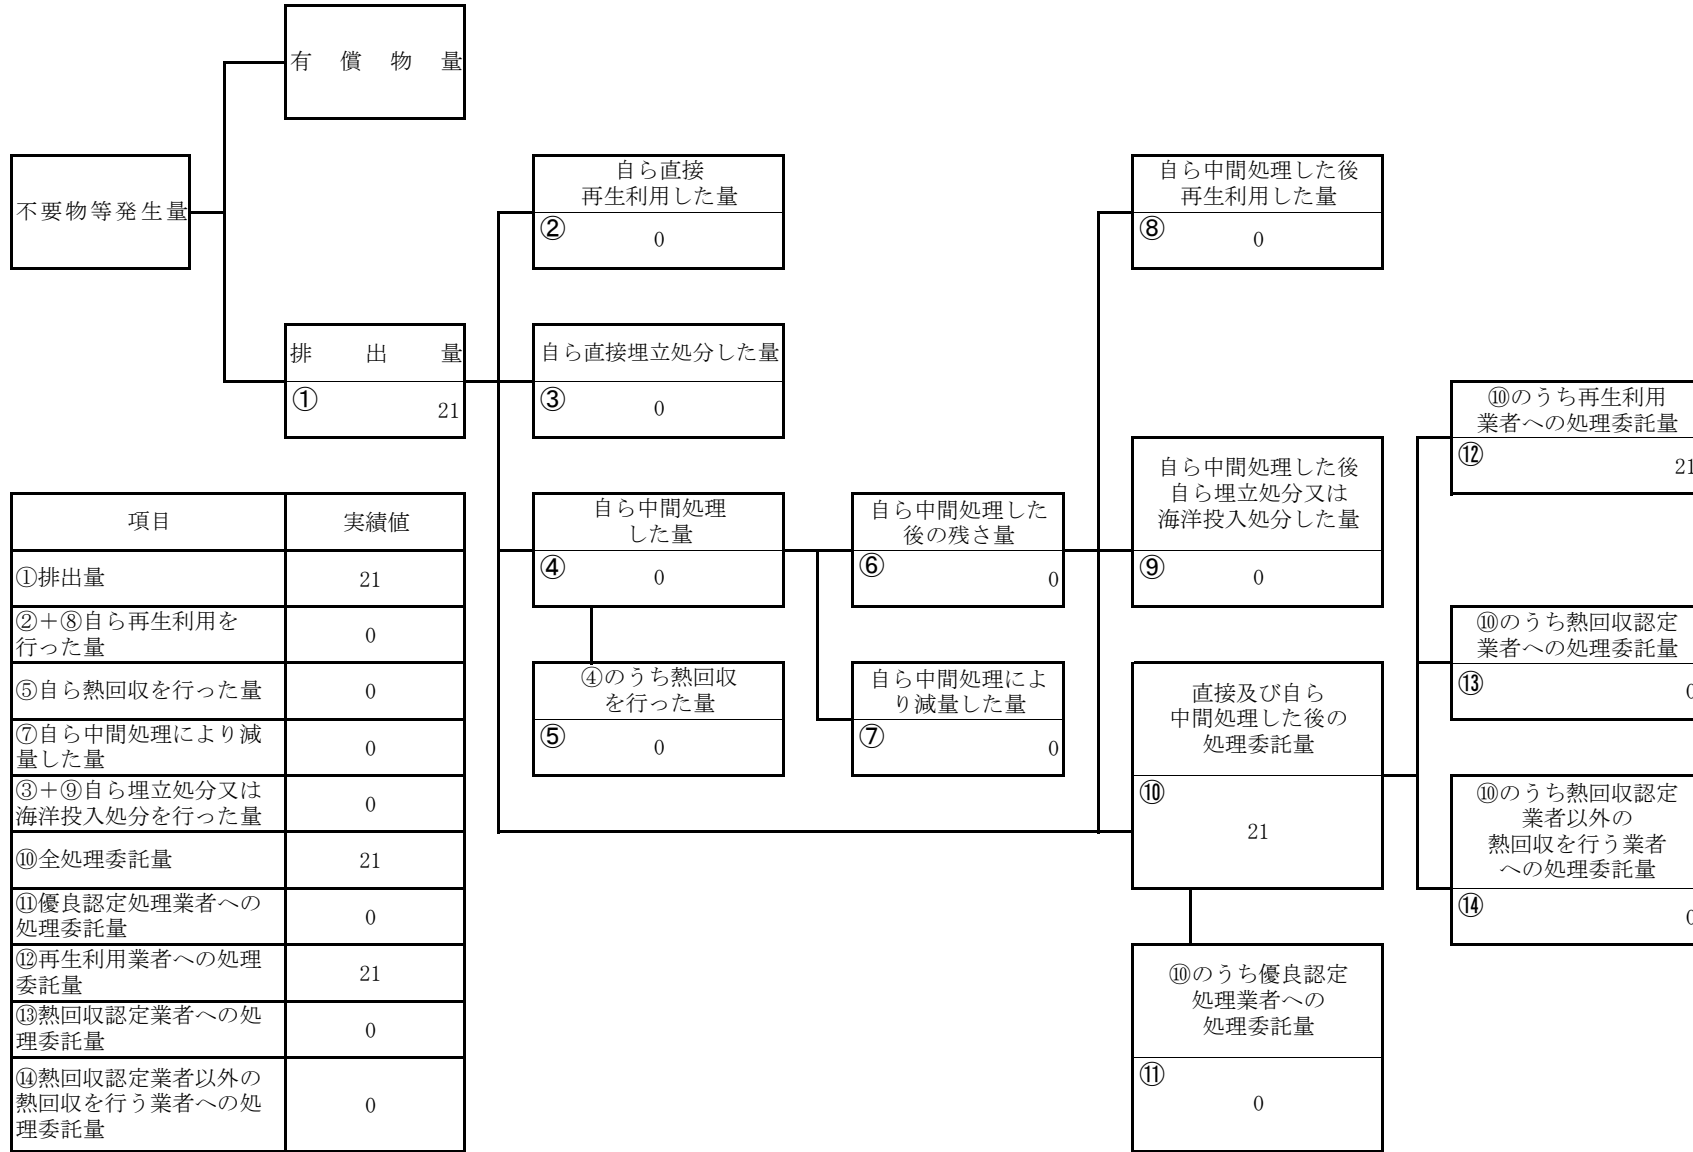 有償物量
不要物等発生量
自ら直接
再生利用した量
②
0
自ら中間処理した後
再生利用した量
⑧
0
排出量
①
21
自ら直接埋立処分した量
③
0
⑩のうち再生利用
業者への処理委託量
⑫
21
自ら中間処理した後
自ら埋立処分又は
海洋投入処分した量
⑨
0
自ら中間処理
した量
④
0
自ら中間処理した
後の残さ量
⑥
0
⑩のうち熱回収認定
業者への処理委託量
⑬
0
④のうち熱回収
を行った量
⑤
0
自ら中間処理によ
り減量した量
⑦
0
直接及び自ら
中間処理した後の
処理委託量
⑩
21
⑩のうち熱回収認定
業者以外の
熱回収を行う業者
への処理委託量
⑭
0
⑩のうち優良認定
処理業者への
処理委託量
⑪
0
項目 実績値
①排出量 21
②＋⑧自ら再生利用を
行った量 0
⑤自ら熱回収を行った量 0
⑦自ら中間処理により減
量した量 0
③＋⑨自ら埋立処分又は
海洋投入処分を行った量 0
⑩全処理委託量 21
⑪優良認定処理業者への
処理委託量 0
⑫再生利用業者への処理
委託量 21
⑬熱回収認定業者への処
理委託量 0
⑭熱回収認定業者以外の
熱回収を行う業者への処
理委託量 0